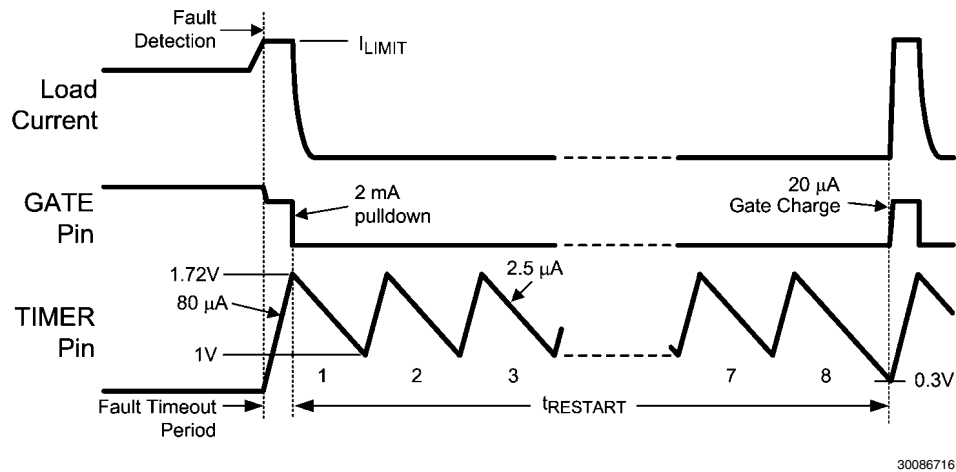 Fault
Detection
ILIMIT
Load
Current
GATE
Pin
2 mA
pulldown
20 µA
Gate Charge
1.72V
2.5 µA
80 µA
TIMER
Pin
1V
1 2 3 7 8
0.3V
Fault Timeout
Period
tRESTART
30086716